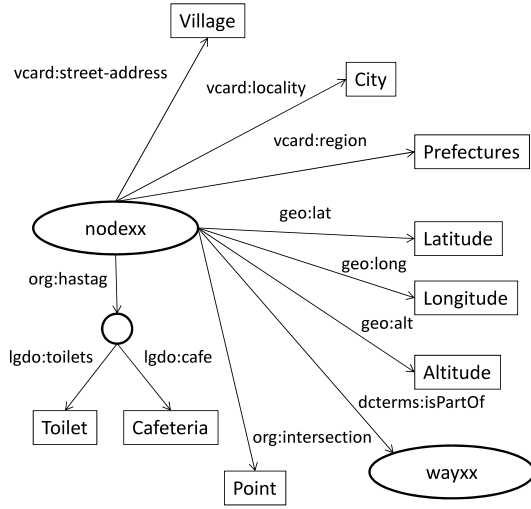 Village
vcard:street-address
City
vcard:locality
vcard:region
Prefectures
nodexx
geo:lat
Latitude
geo:long
org:hastag
Longitude
geo:alt
lgdo:toilets
lgdo:cafe
Altitude
dcterms:isPartOf
Toilet
Cafeteria
org:intersection
wayxx
Point